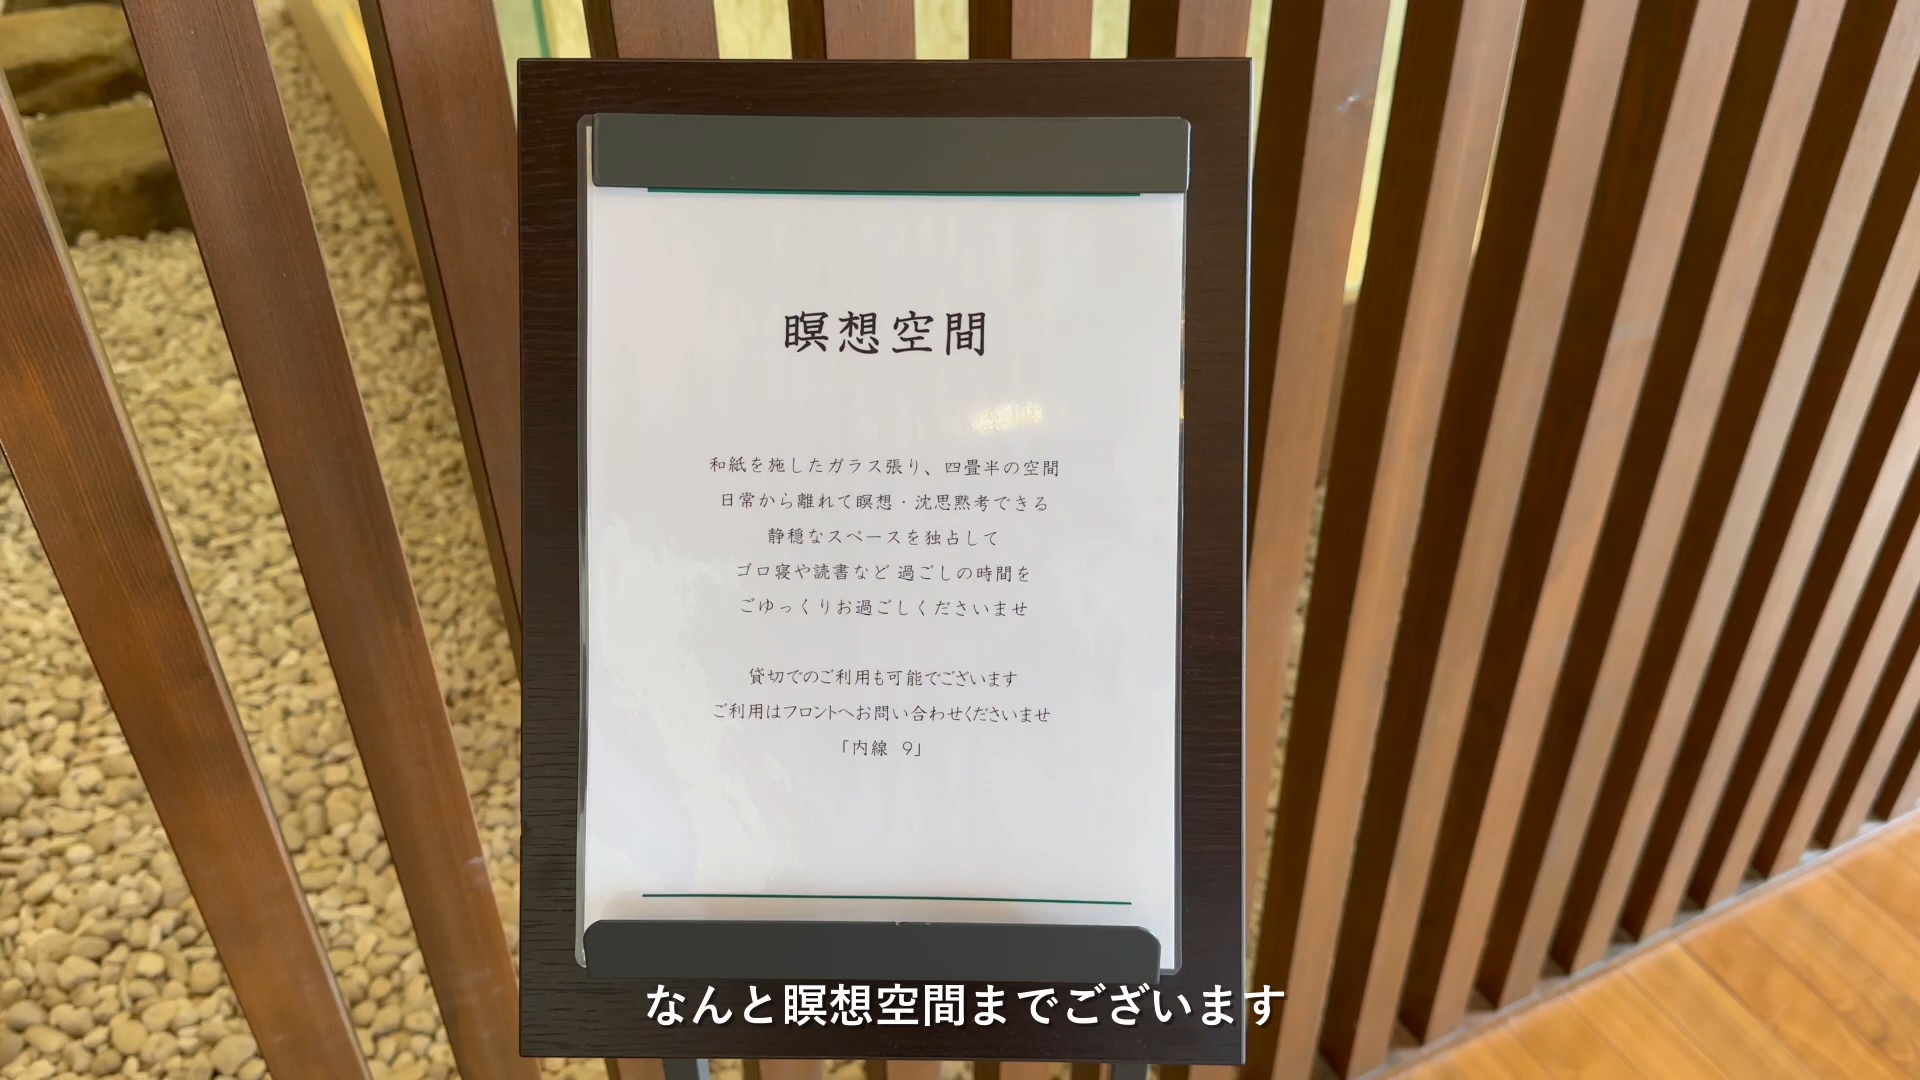 瞑想空間
和紙を施したガラス張り、四畳半の空間
日常から離れて瞑想・沈思黙考できる
静穏なスペースを独占して
ゴロ寝や読書など 過ごしの時間を
ごゆっくりお過ごしくださいませ
貸切でのご利用も可能でございます
ご利用はフロントへお問い合わせくださいませ
「内線 9」
なんと瞑想空間までございます